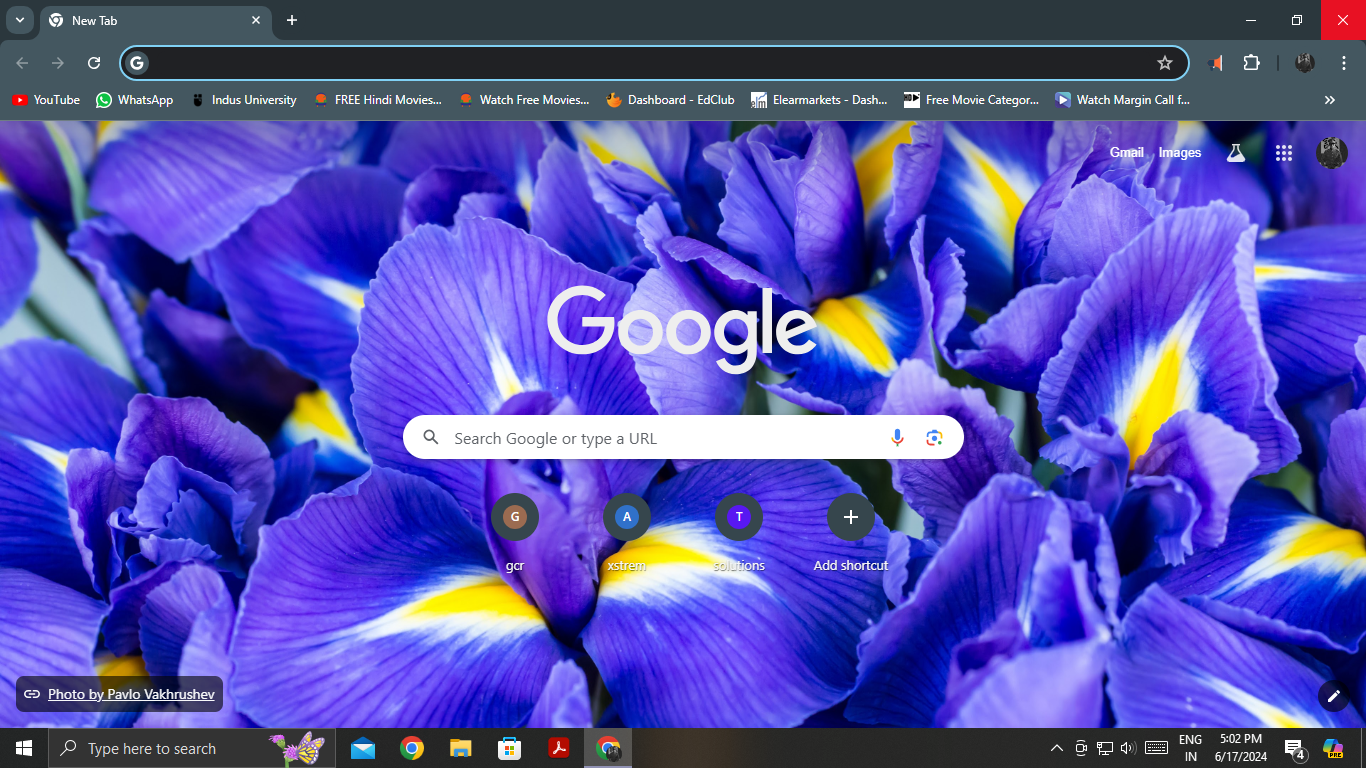 New Tab
YouTube
WhatsApp
Indus University
FREE Hindi Movies...
Watch Free Movies...
Dashboard - EdClub
Elearmarkets - Dash...
Free Movie Categor...
Watch Margin Call f...
Gmail
Images
Google
Search Google or type a URL
G
A
T
gcr
xstrem
solutions
Add shortcut
Photo by Pavlo Vakhrushev
Type here to search
ENG
IN
5:02 PM
6/17/2024
4
PRE